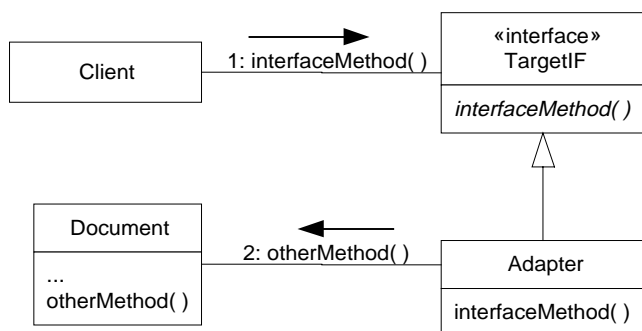 Client
1: interfaceMethod( )
«interface»
TargetIF
interfaceMethod( )
Document
...
otherMethod( )
2: otherMethod( )
Adapter
interfaceMethod( )